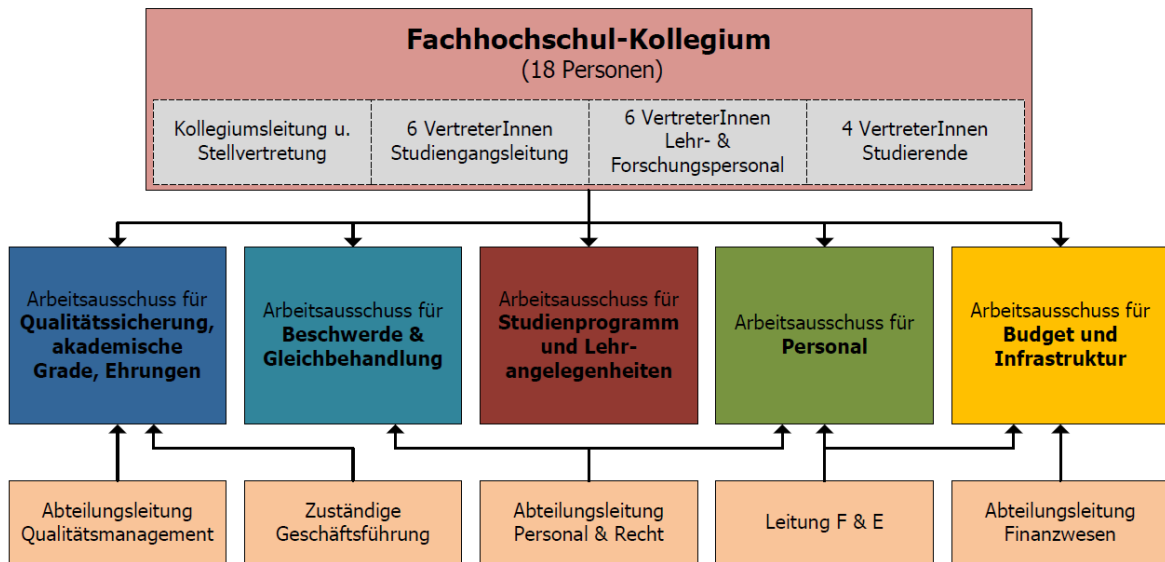 Fachhochschul-Kollegium
(18 Personen)
Kollegiumsleitung u.
Stellvertretung
6 VertreterInnen
Studiengangsleitung
6 VertreterInnen
Lehr- &
Forschungspersonal
4 VertreterInnen
Studierende
Arbeitsausschuss für
Qualitätssicherung,
akademische
Grade, Ehrungen
Arbeitsausschuss für
Beschwerde &
Gleichbehandlung
Arbeitsausschuss für
Studienprogramm
und Lehr-
angelegenheiten
Arbeitsausschuss für
Personal
Arbeitsausschuss für
Budget und
Infrastruktur
Abteilungsleitung
Qualitätsmanagement
Zuständige
Geschäftsführung
Abteilungsleitung
Personal & Recht
Leitung F & E
Abteilungsleitung
Finanzwesen